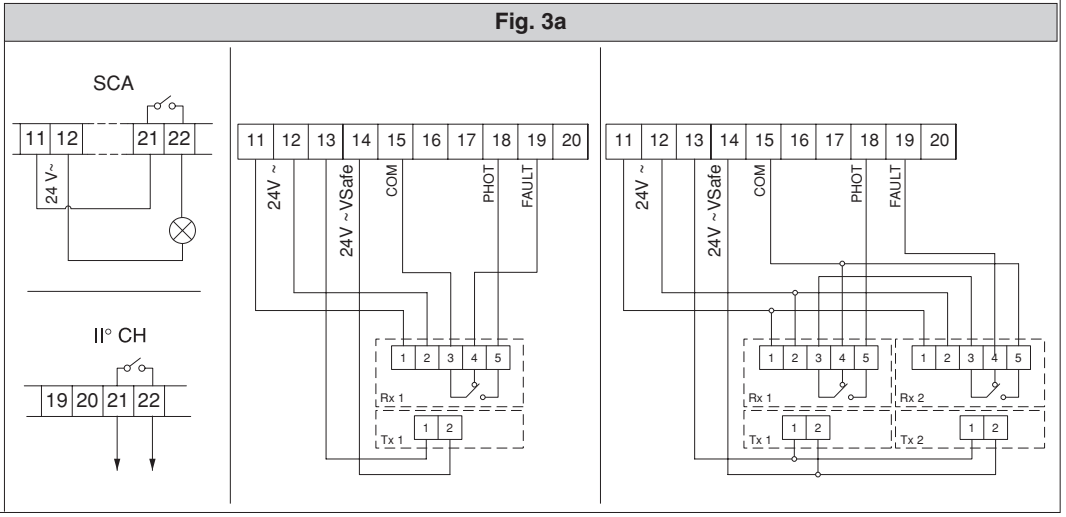 Fig. 3a
SCA
11 12 21 22
24 V~
II° CH
19 20 21 22
11 12 13 14 15 16 17 18 19 20
24V ~
24V ~ VSafe
COM
PHOT
FAULT
1 2 3 4 5
Rx 1
1 2
Tx 1
11 12 13 14 15 16 17 18 19 20
24V ~
24V ~ VSafe
COM
PHOT
FAULT
1 2 3 4 5
1 2 3 4 5
Rx 1
Rx 2
1 2
1 2
Tx 1
Tx 2